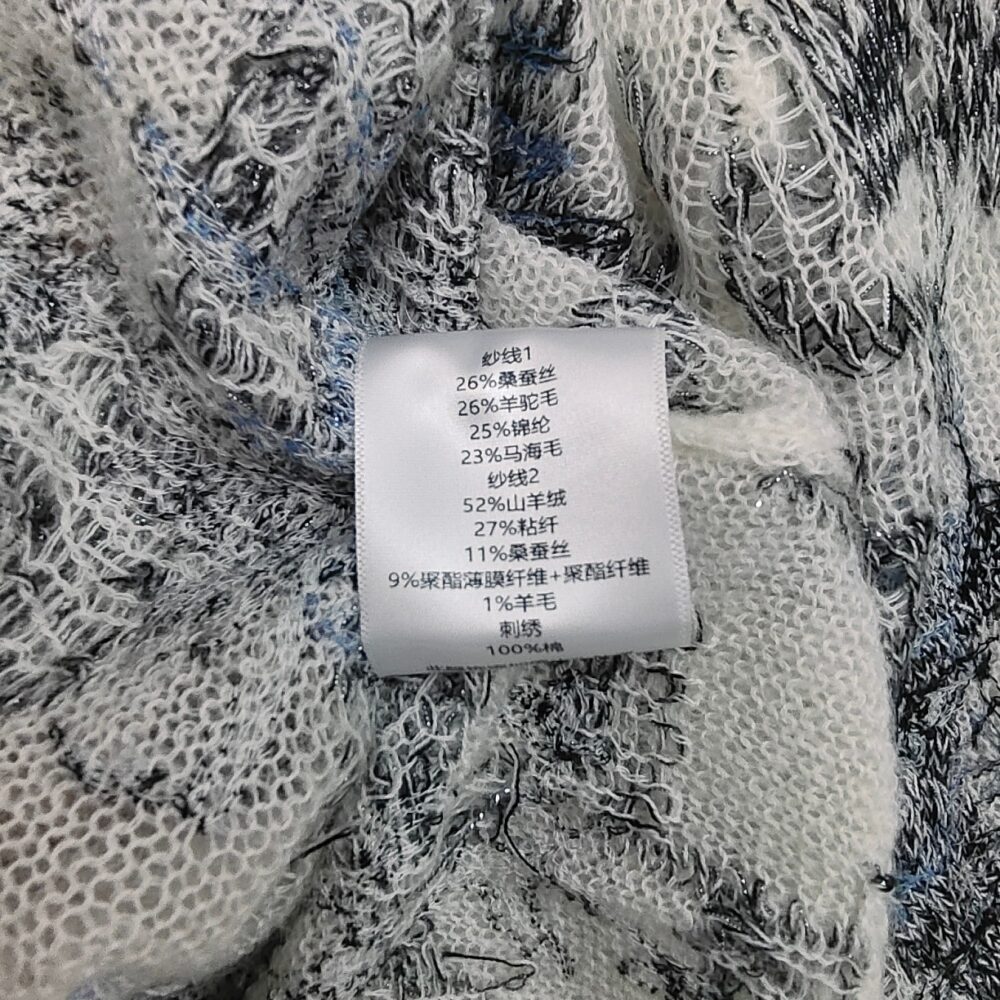 纱线1
26%桑蚕丝
26%羊驼毛
25%锦纶
23%马海毛
纱线2
52%山羊绒
27%粘纤
11%桑蚕丝
9%聚酯薄膜纤维+聚酯纤维
1%羊毛
刺绣
100%棉